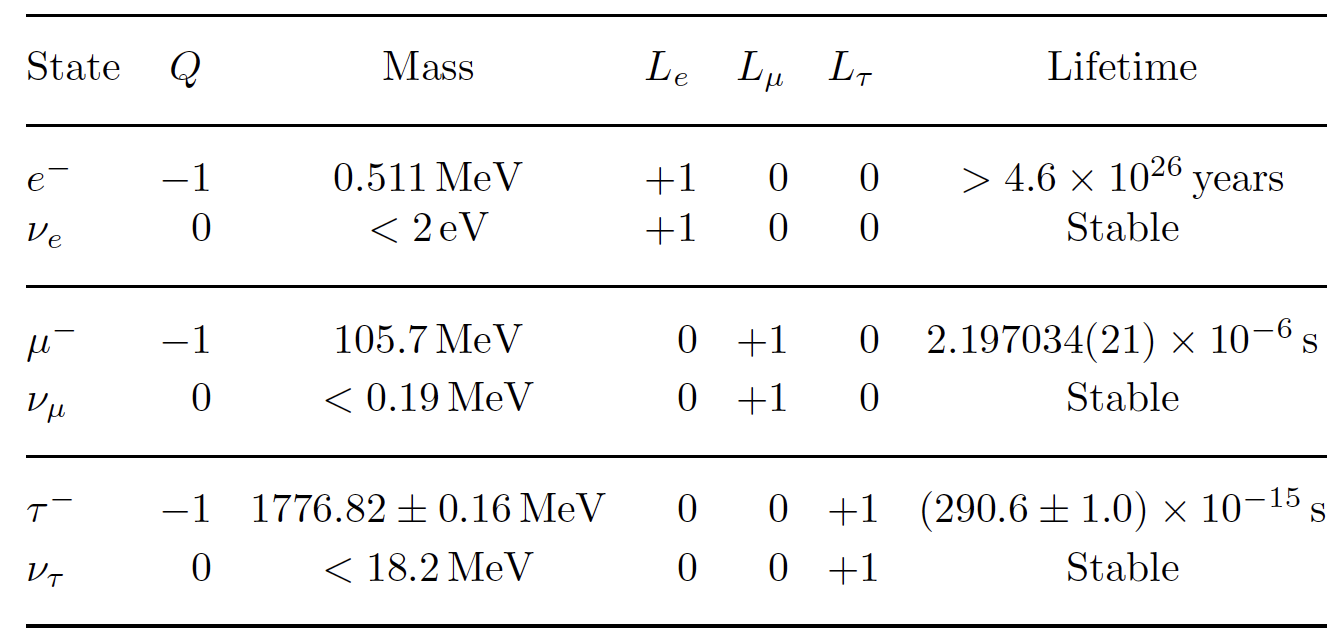 State Q Mass Lₑ L_μ L_τ Lifetime
e⁻ −1 0.511 MeV +1 0 0 > 4.6 × 10²⁶ years
νₑ 0 < 2 eV +1 0 0 Stable
μ⁻ −1 105.7 MeV 0 +1 0 2.197034(21) × 10⁻⁶ s
ν_μ 0 < 0.19 MeV 0 +1 0 Stable
τ⁻ −1 1776.82 ± 0.16 MeV 0 0 +1 (290.6 ± 1.0) × 10⁻¹⁵ s
ν_τ 0 < 18.2 MeV 0 0 +1 Stable